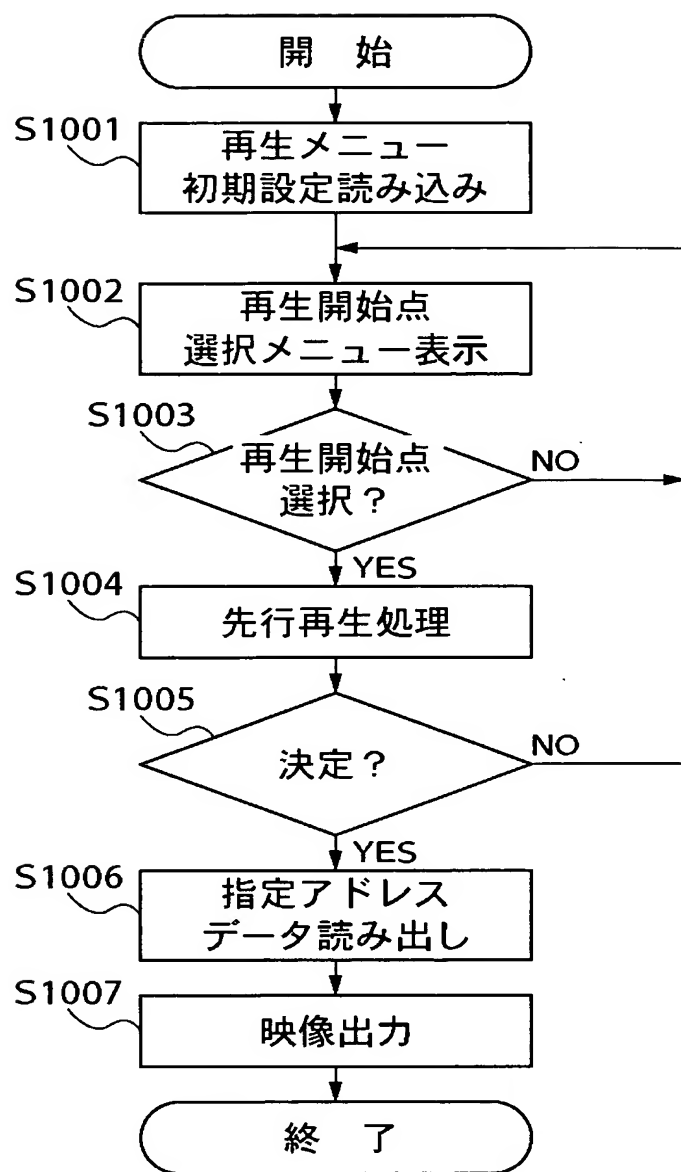 開 始
S1001
再生メニュー
初期設定読み込み
S1002
再生開始点
選択メニュー表示
S1003
再生開始点
選択？
NO
YES
S1004
先行再生処理
S1005
決定？
NO
YES
S1006
指定アドレス
データ読み出し
S1007
映像出力
終 了